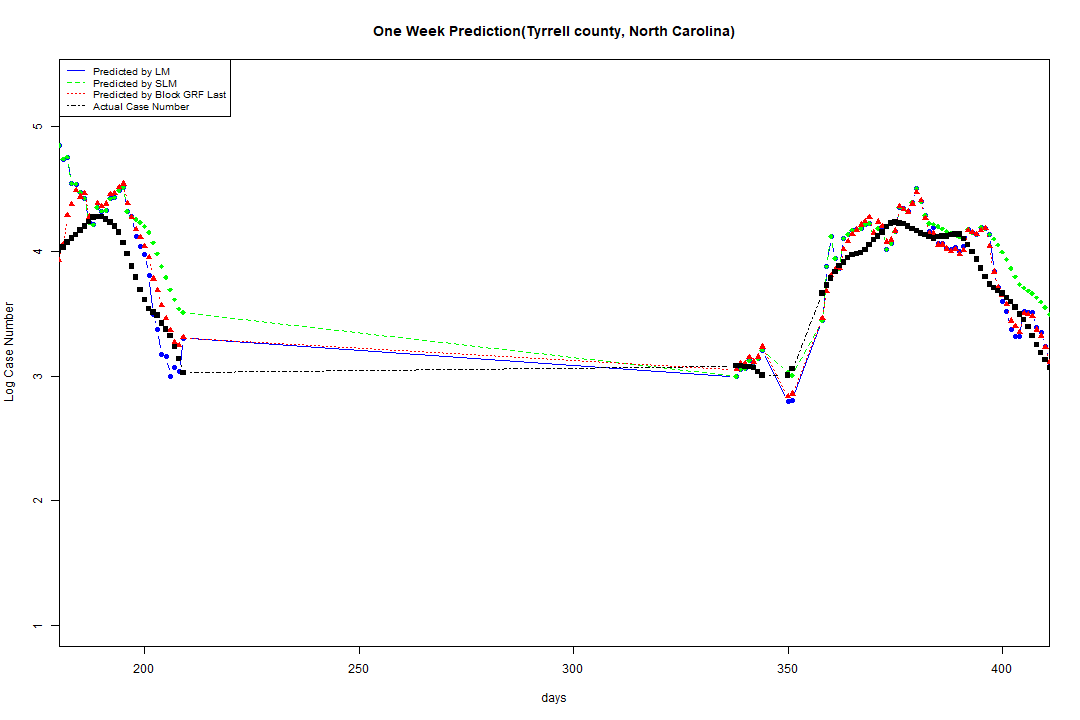 One Week Prediction(Tyrrell county, North Carolina)
Predicted by LM
Predicted by SLM
Predicted by Block GRF Last
Actual Case Number
Log Case Number
5
4
3
2
1
200
250
300
350
400
days